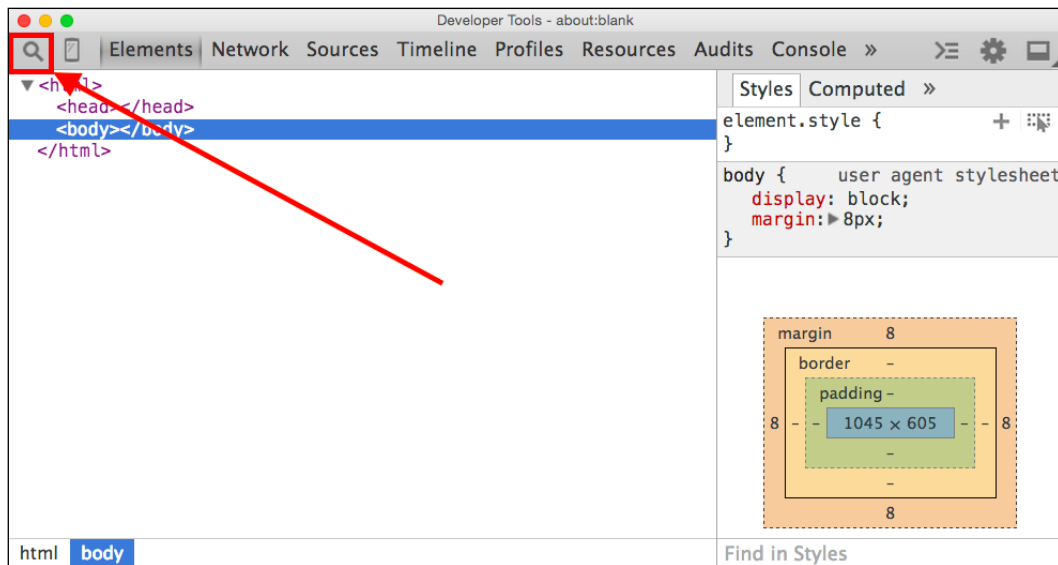 Developer Tools - about:blank
Elements Network Sources Timeline Profiles Resources Audits Console »
▼<html>
<head></head>
<body></body>
</html>
html body
Styles Computed »
element.style {
}
body { user agent stylesheet
display: block;
margin:▶8px;
}
margin 8
border –
padding –
8 – – 1045 × 605 – – 8
–
–
8
Find in Styles